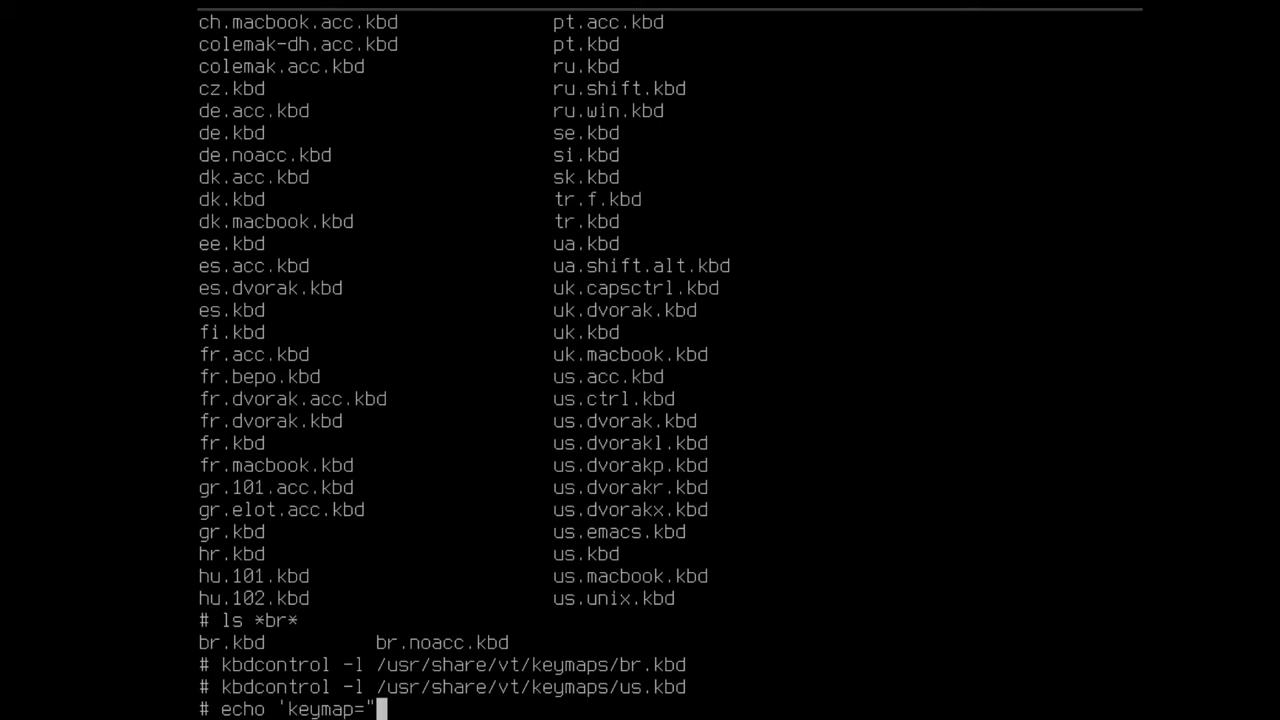 ch.macbook.acc.kbd pt.acc.kbd
colemak-dh.acc.kbd pt.kbd
colemak.acc.kbd ru.kbd
cz.kbd ru.shift.kbd
de.acc.kbd ru.win.kbd
de.kbd se.kbd
de.noacc.kbd si.kbd
dk.acc.kbd sk.kbd
dk.kbd tr.f.kbd
dk.macbook.kbd tr.kbd
ee.kbd ua.kbd
es.acc.kbd ua.shift.alt.kbd
es.dvorak.kbd uk.capsctrl.kbd
es.kbd uk.dvorak.kbd
fi.kbd uk.kbd
fr.acc.kbd uk.macbook.kbd
fr.bepo.kbd us.acc.kbd
fr.dvorak.acc.kbd us.ctrl.kbd
fr.dvorak.kbd us.dvorak.kbd
fr.kbd us.dvorakl.kbd
fr.macbook.kbd us.dvorakp.kbd
gr.101.acc.kbd us.dvorakr.kbd
gr.elot.acc.kbd us.dvorakx.kbd
gr.kbd us.emacs.kbd
hr.kbd us.kbd
hu.101.kbd us.macbook.kbd
hu.102.kbd us.unix.kbd
# ls *br*
br.kbd br.noacc.kbd
# kbdcontrol -l /usr/share/vt/keymaps/br.kbd
# kbdcontrol -l /usr/share/vt/keymaps/us.kbd
# echo 'keymap="